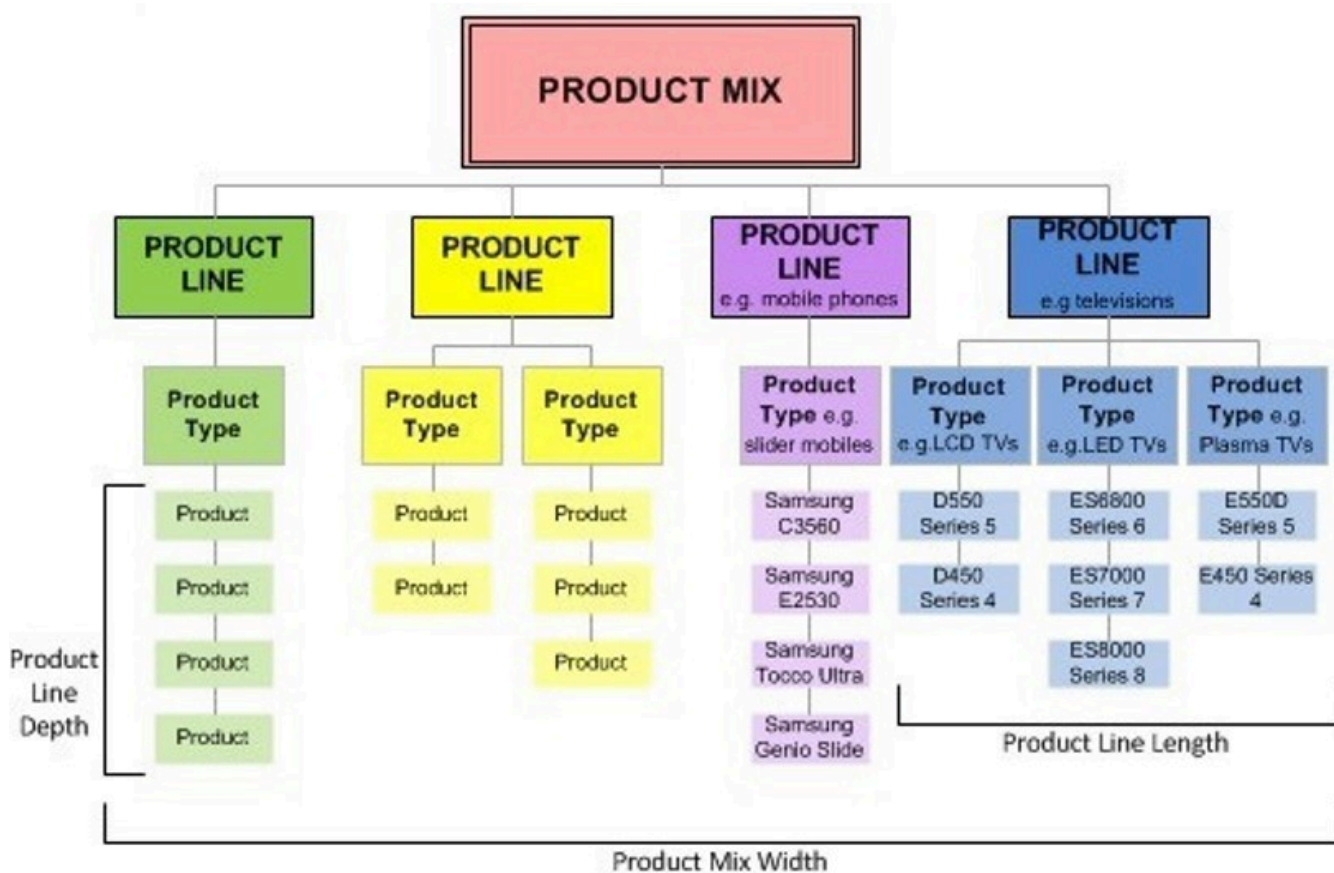 PRODUCT MIX
PRODUCT
LINE
PRODUCT
LINE
PRODUCT
LINE
e.g. mobile phones
PRODUCT
LINE
e.g televisions
Product
Type
Product
Type
Product
Type
Product
Type e.g.
slider mobiles
Product
Type
e.g.LCD TVs
Product
Type
e.g.LED TVs
Product
Type e.g.
Plasma TVs
Product
Product
Product
Samsung
C3560
D550
Series 5
ES6800
Series 6
E550D
Series 5
Product
Product
Product
Samsung
E2530
D450
Series 4
ES7000
Series 7
E450 Series
4
Product
Product
Samsung
Tocco Ultra
ES8000
Series 8
Product
Samsung
Genio Slide
Product
Line
Depth
Product Line Length
Product Mix Width